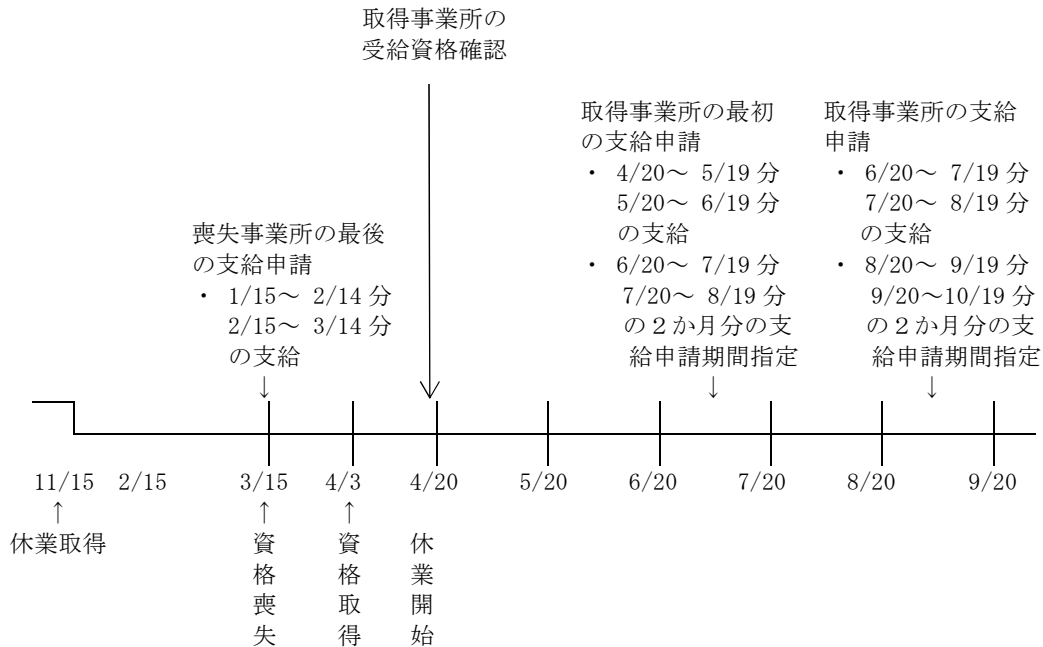 取得事業所の
受給資格確認
取得事業所の最初
の支給申請
・ 4/20～ 5/19 分
5/20～ 6/19 分
の支給
・ 6/20～ 7/19 分
7/20～ 8/19 分
の２か月分の支
給申請期間指定
↓
取得事業所の支給
申請
・ 6/20～ 7/19 分
7/20～ 8/19 分
の支給
・ 8/20～ 9/19 分
9/20～10/19 分
の２か月分の支
給申請期間指定
↓
喪失事業所の最後
の支給申請
・ 1/15～ 2/14 分
2/15～ 3/14 分
の支給
↓
11/15 2/15 3/15 4/3 4/20 5/20 6/20 7/20 8/20 9/20
↑ ↑ ↑
休業取得
資格喪失
資格取得
休業開始